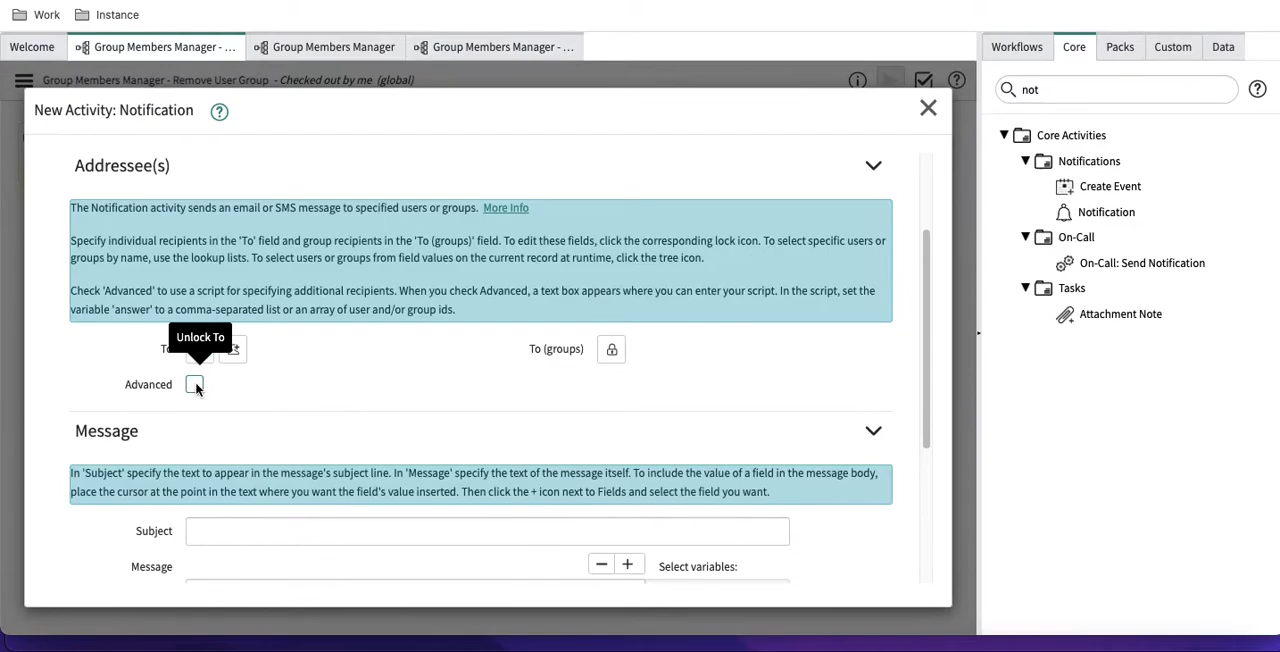 Work Instance
Welcome Group Members Manager - ... Group Members Manager Group Members Manager - ...
Workflows Core Packs Custom Data
Group Members Manager - Remove User Group - Checked out by me (global)
not
New Activity: Notification
Addressee(s)
The Notification activity sends an email or SMS message to specified users or groups. More Info
Specify individual recipients in the 'To' field and group recipients in the 'To (groups)' field. To edit these fields, click the corresponding lock icon. To select specific users or
groups by name, use the lookup lists. To select users or groups from field values on the current record at runtime, click the tree icon.
Check 'Advanced' to use a script for specifying additional recipients. When you check Advanced, a text box appears where you can enter your script. In the script, set the
variable 'answer' to a comma-separated list or an array of user and/or group ids.
Unlock To
To (groups)
Advanced
Message
In 'Subject' specify the text to appear in the message's subject line. In 'Message' specify the text of the message itself. To include the value of a field in the message body,
place the cursor at the point in the text where you want the field's value inserted. Then click the + icon next to Fields and select the field you want.
Subject
Message Select variables:
Core Activities
Notifications
Create Event
Notification
On-Call
On-Call: Send Notification
Tasks
Attachment Note